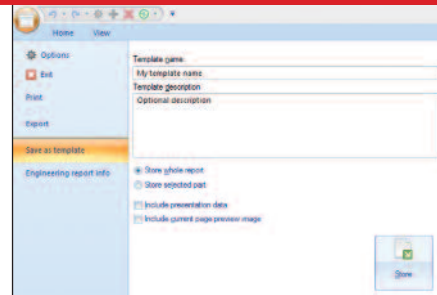 Home View
Options
Exit
Print
Export
Save as template
Engineering report info
Template name
My template name
Template description
Optional description
Store whole report
Store selected part
Include presentation data
Include current page preview image
Store